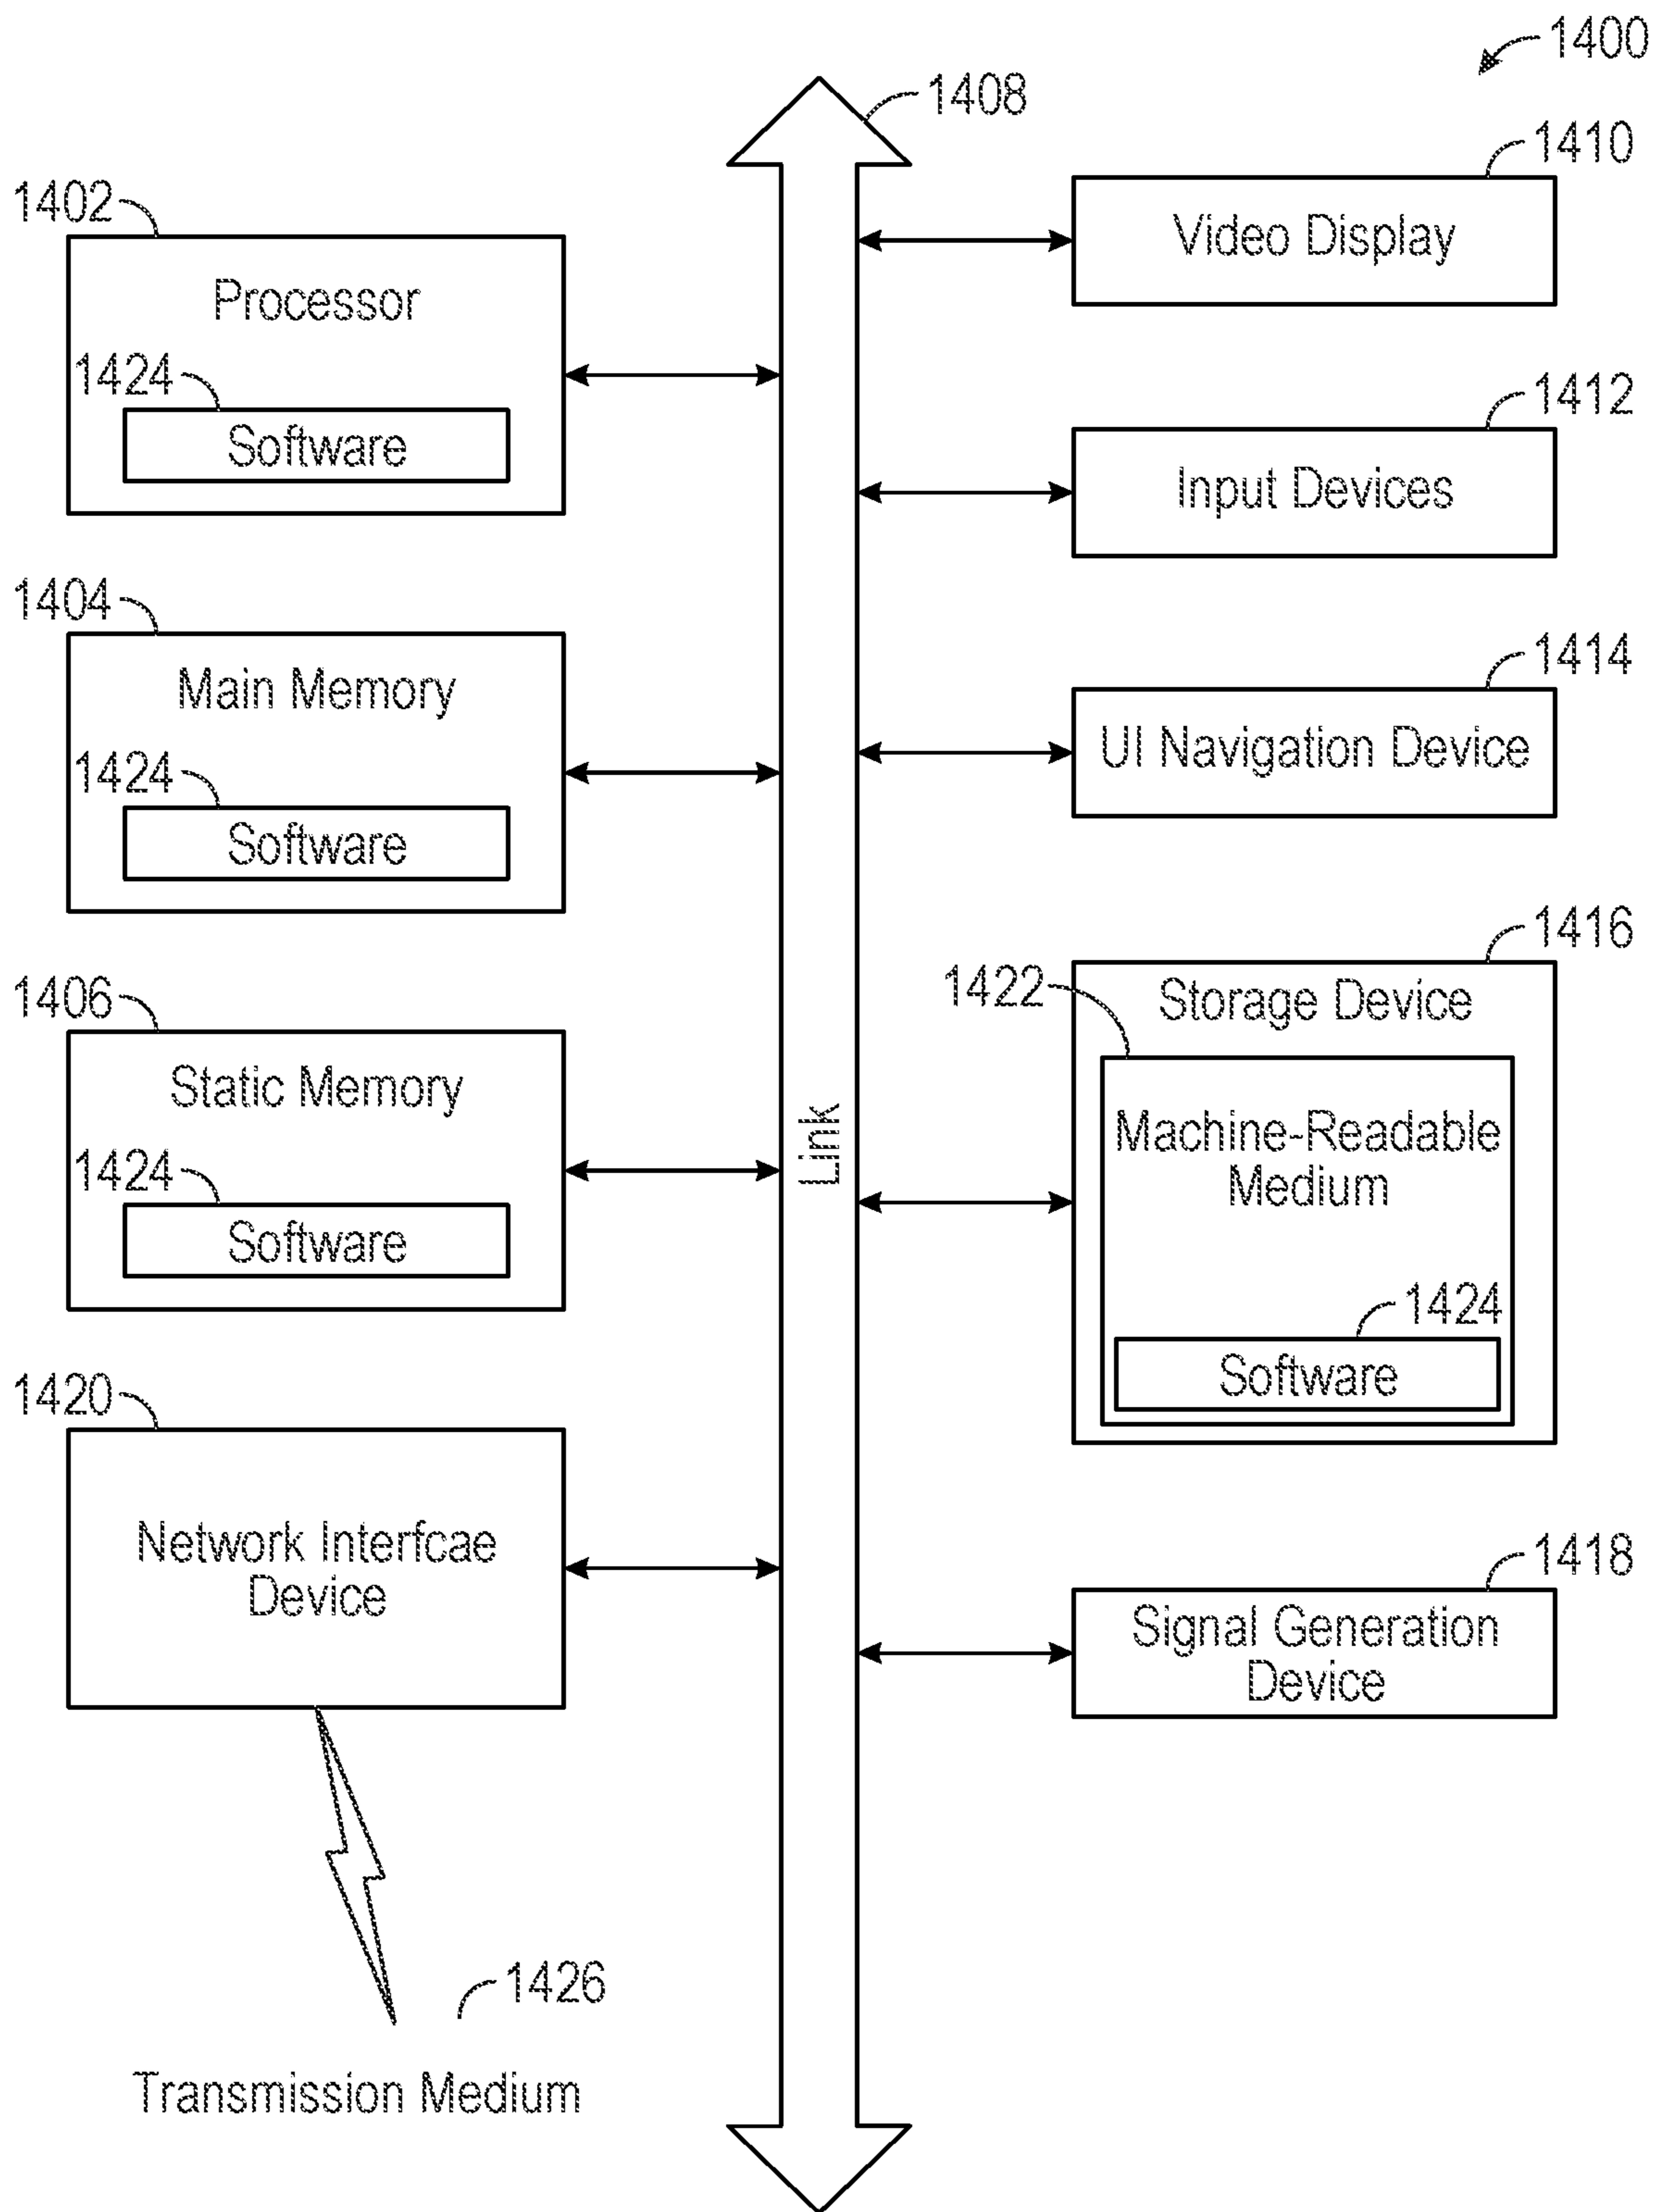 1400
1408
1402
Processor
1424
Software
1404
Main Memory
1424
Software
1406
Static Memory
1424
Software
1420
Network Interfcae
Device
1426
Transmission Medium
Link
1410
Video Display
1412
Input Devices
1414
UI Navigation Device
1416
Storage Device
1422
Machine-Readable
Medium
1424
Software
1418
Signal Generation
Device